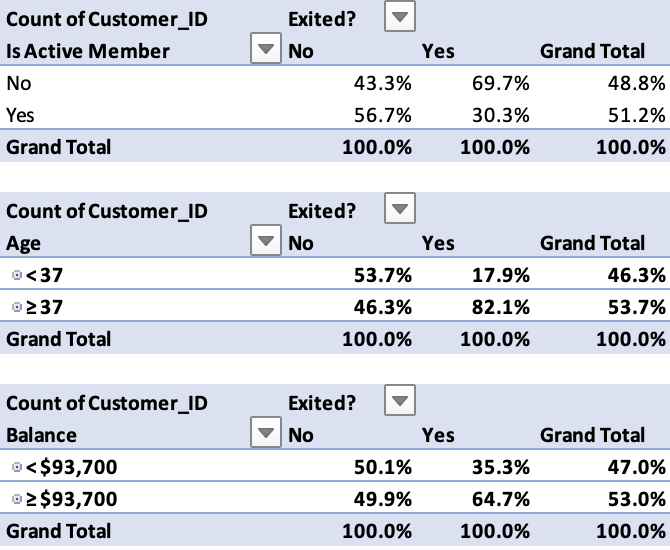 Count of Customer_ID Exited?
Is Active Member No Yes Grand Total
No 43.3% 69.7% 48.8%
Yes 56.7% 30.3% 51.2%
Grand Total 100.0% 100.0% 100.0%
Count of Customer_ID Exited?
Age No Yes Grand Total
<37 53.7% 17.9% 46.3%
≥37 46.3% 82.1% 53.7%
Grand Total 100.0% 100.0% 100.0%
Count of Customer_ID Exited?
Balance No Yes Grand Total
<$93,700 50.1% 35.3% 47.0%
≥$93,700 49.9% 64.7% 53.0%
Grand Total 100.0% 100.0% 100.0%